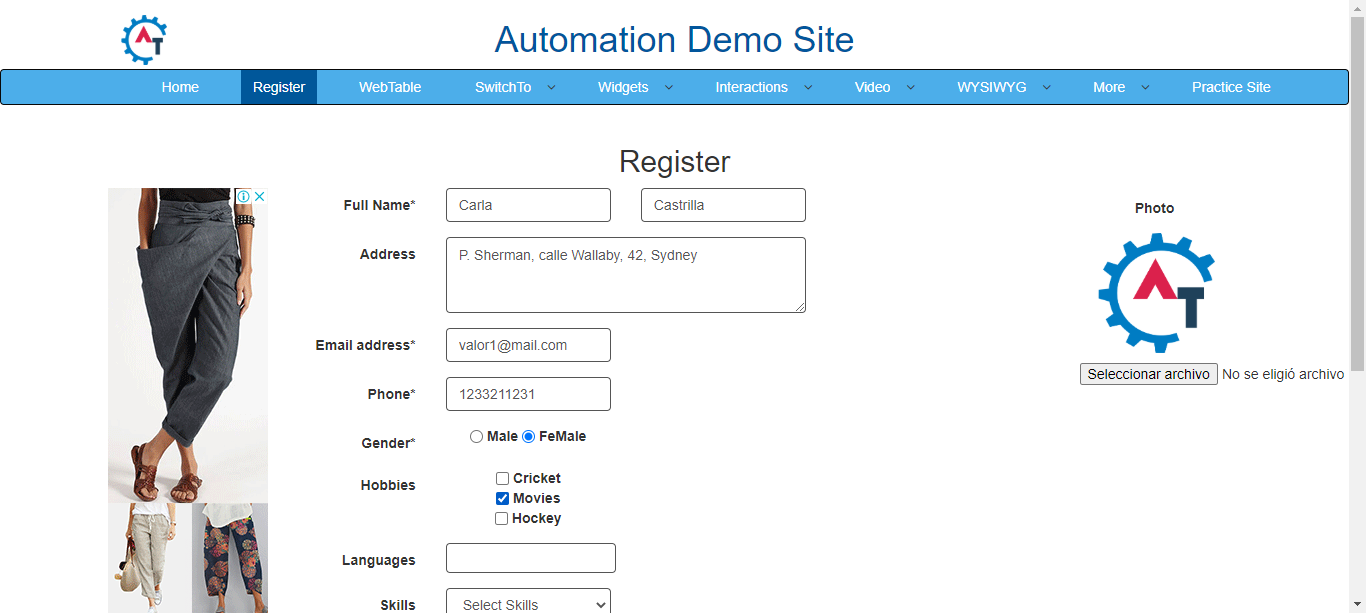 AT
Automation Demo Site
Home Register WebTable SwitchTo Widgets Interactions Video WYSIWYG More Practice Site
Register
Full Name* Carla Castrilla
Photo
Address P. Sherman, calle Wallaby, 42, Sydney
AT
Email address* valor1@mail.com
Seleccionar archivo No se eligió archivo
Phone* 1233211231
Gender* Male FeMale
Hobbies Cricket
Movies
Hockey
Languages
Skills Select Skills